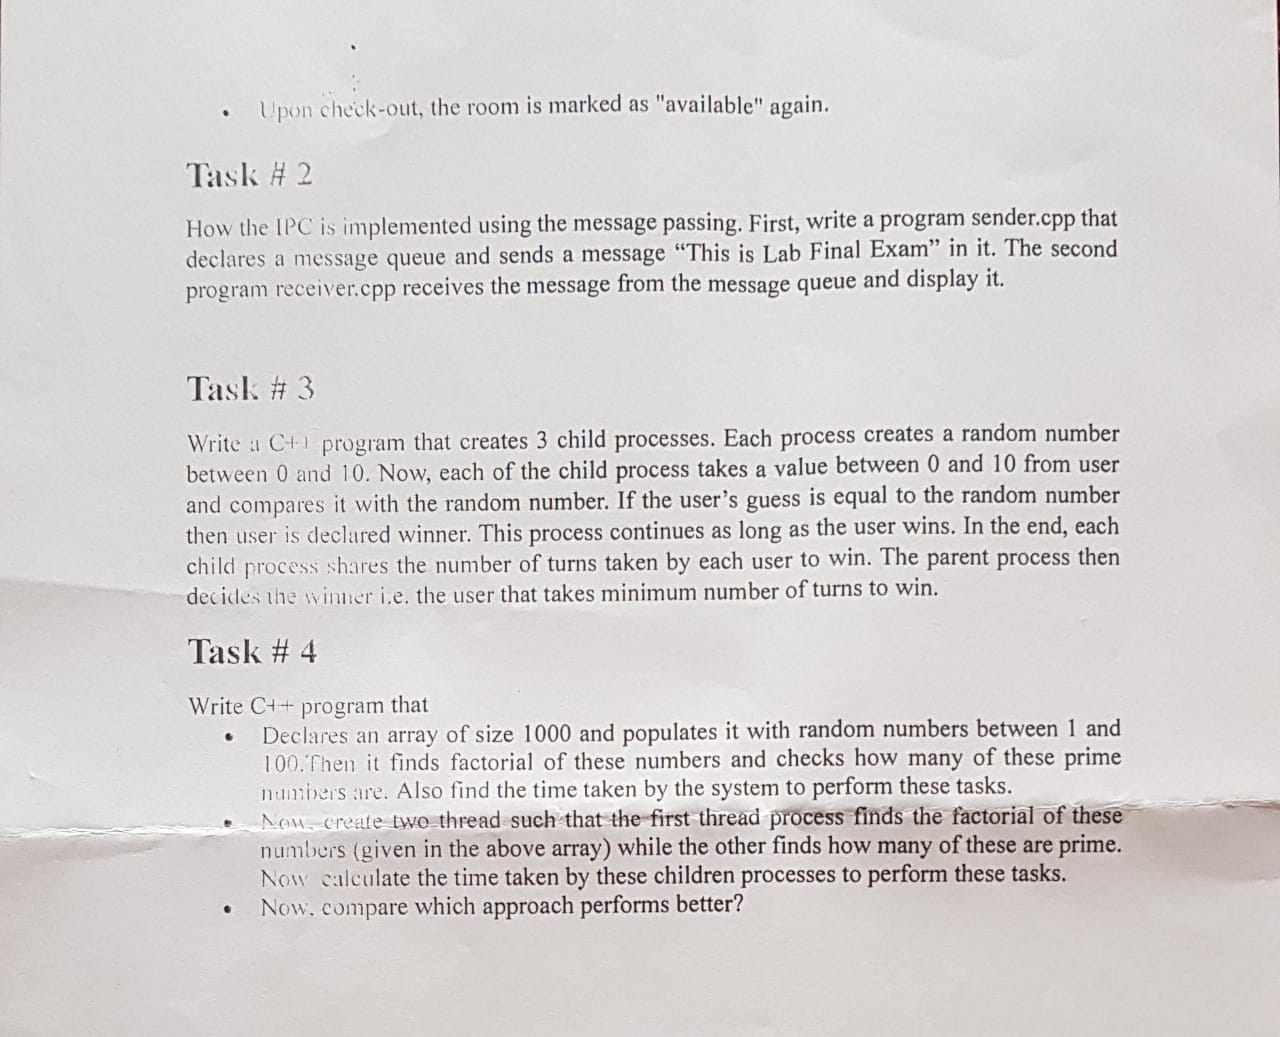 • Upon check-out, the room is marked as "available" again.
Task # 2
How the IPC is implemented using the message passing. First, write a program sender.cpp that
declares a message queue and sends a message “This is Lab Final Exam” in it. The second
program receiver.cpp receives the message from the message queue and display it.
Task # 3
Write a C++ program that creates 3 child processes. Each process creates a random number
between 0 and 10. Now, each of the child process takes a value between 0 and 10 from user
and compares it with the random number. If the user’s guess is equal to the random number
then user is declared winner. This process continues as long as the user wins. In the end, each
child process shares the number of turns taken by each user to win. The parent process then
decides the winner i.e. the user that takes minimum number of turns to win.
Task # 4
Write C++ program that
• Declares an array of size 1000 and populates it with random numbers between 1 and
100.Then it finds factorial of these numbers and checks how many of these prime
numbers are. Also find the time taken by the system to perform these tasks.
• Now, create two thread such that the first thread process finds the factorial of these
numbers (given in the above array) while the other finds how many of these are prime.
Now calculate the time taken by these children processes to perform these tasks.
• Now, compare which approach performs better?